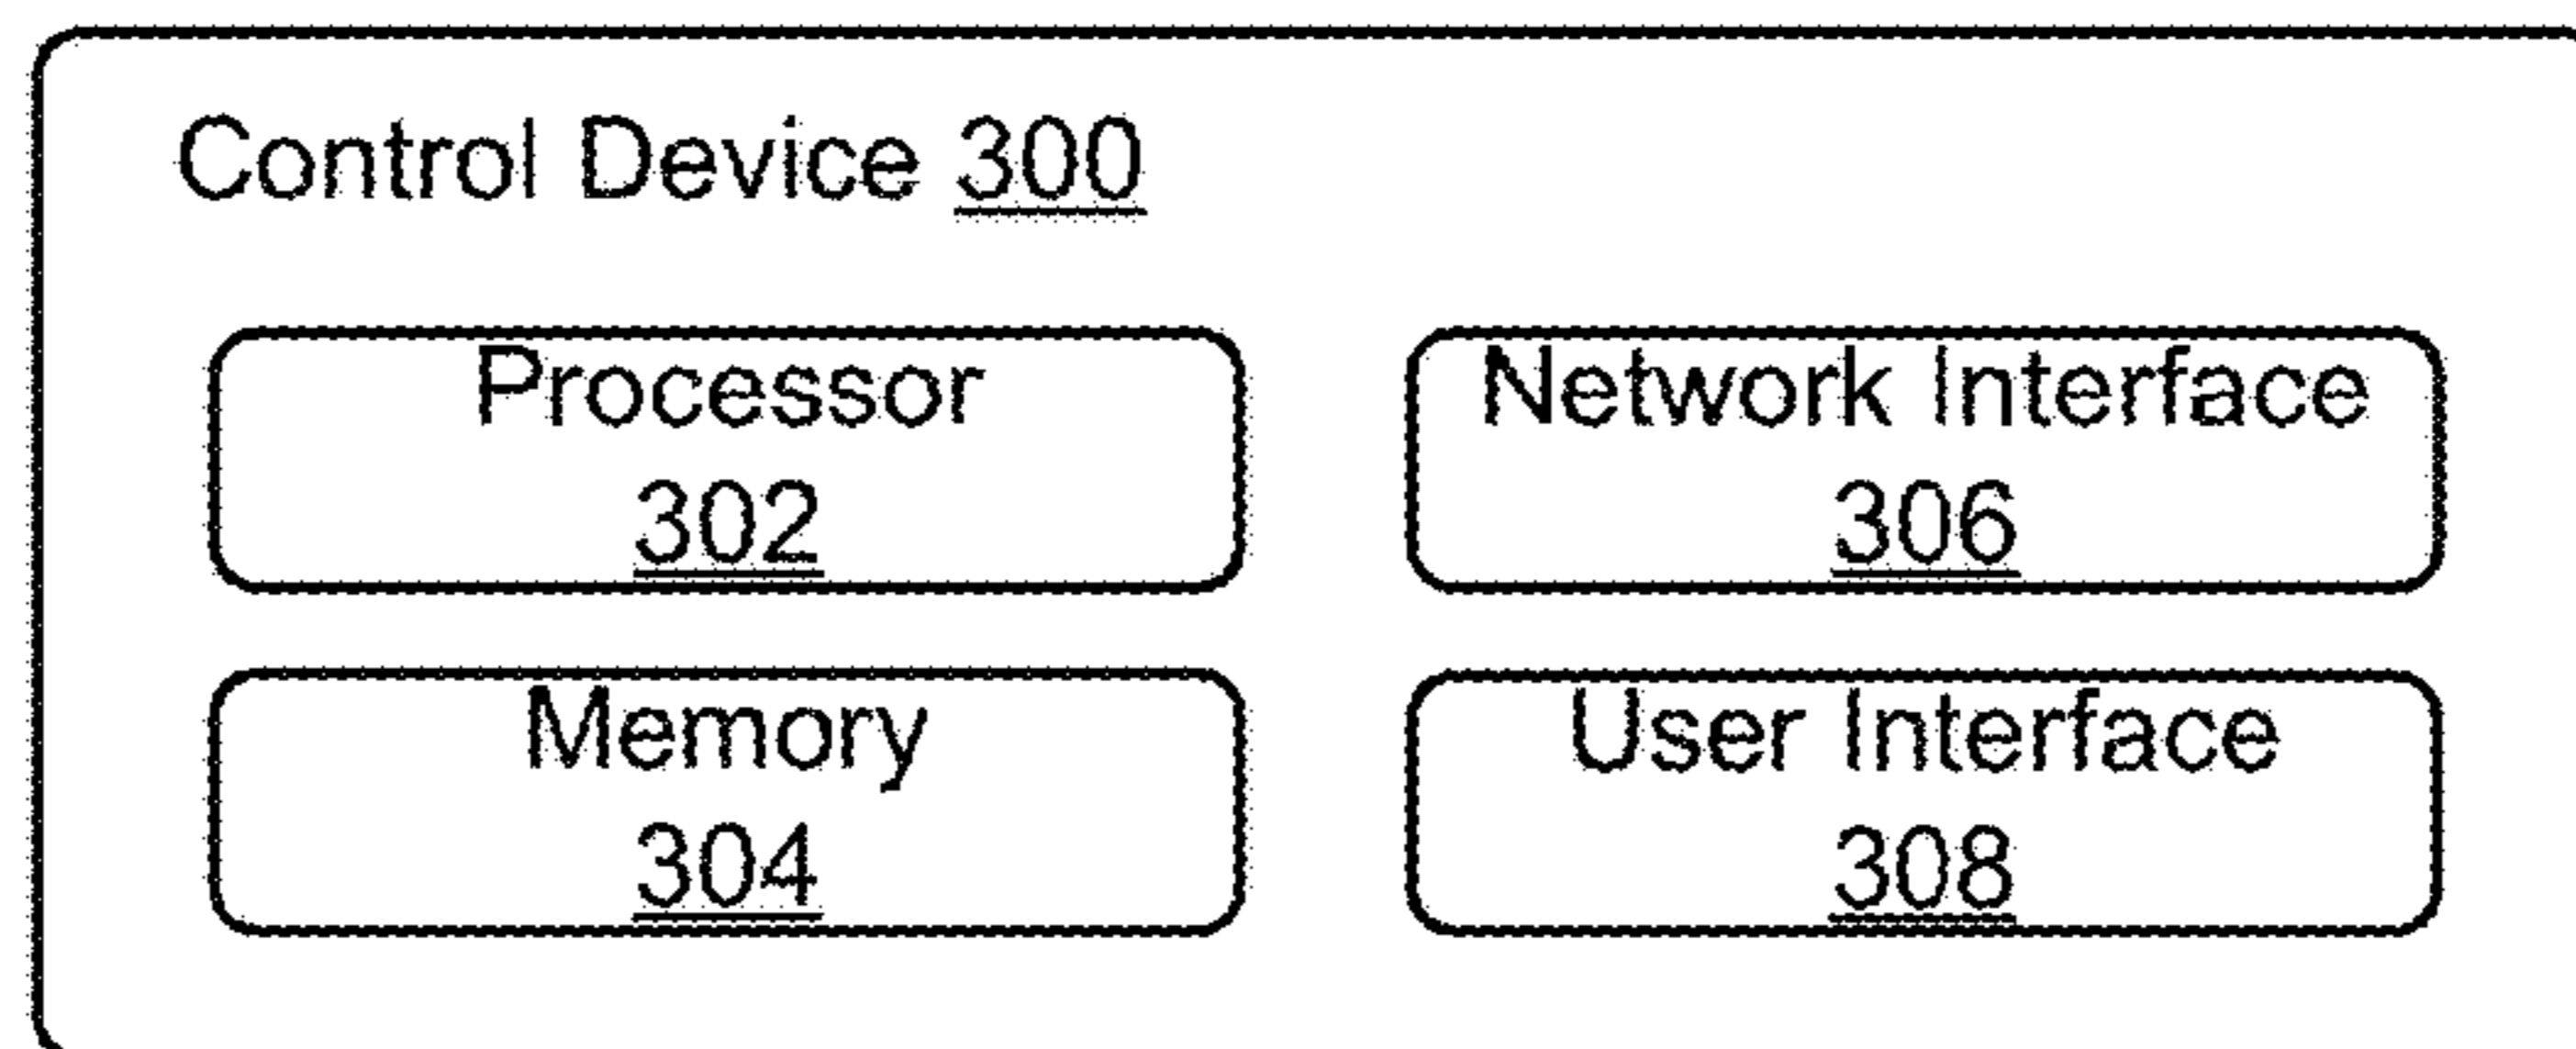 Control Device 300
Processor
302
Network Interface
306
Memory
304
User Interface
308